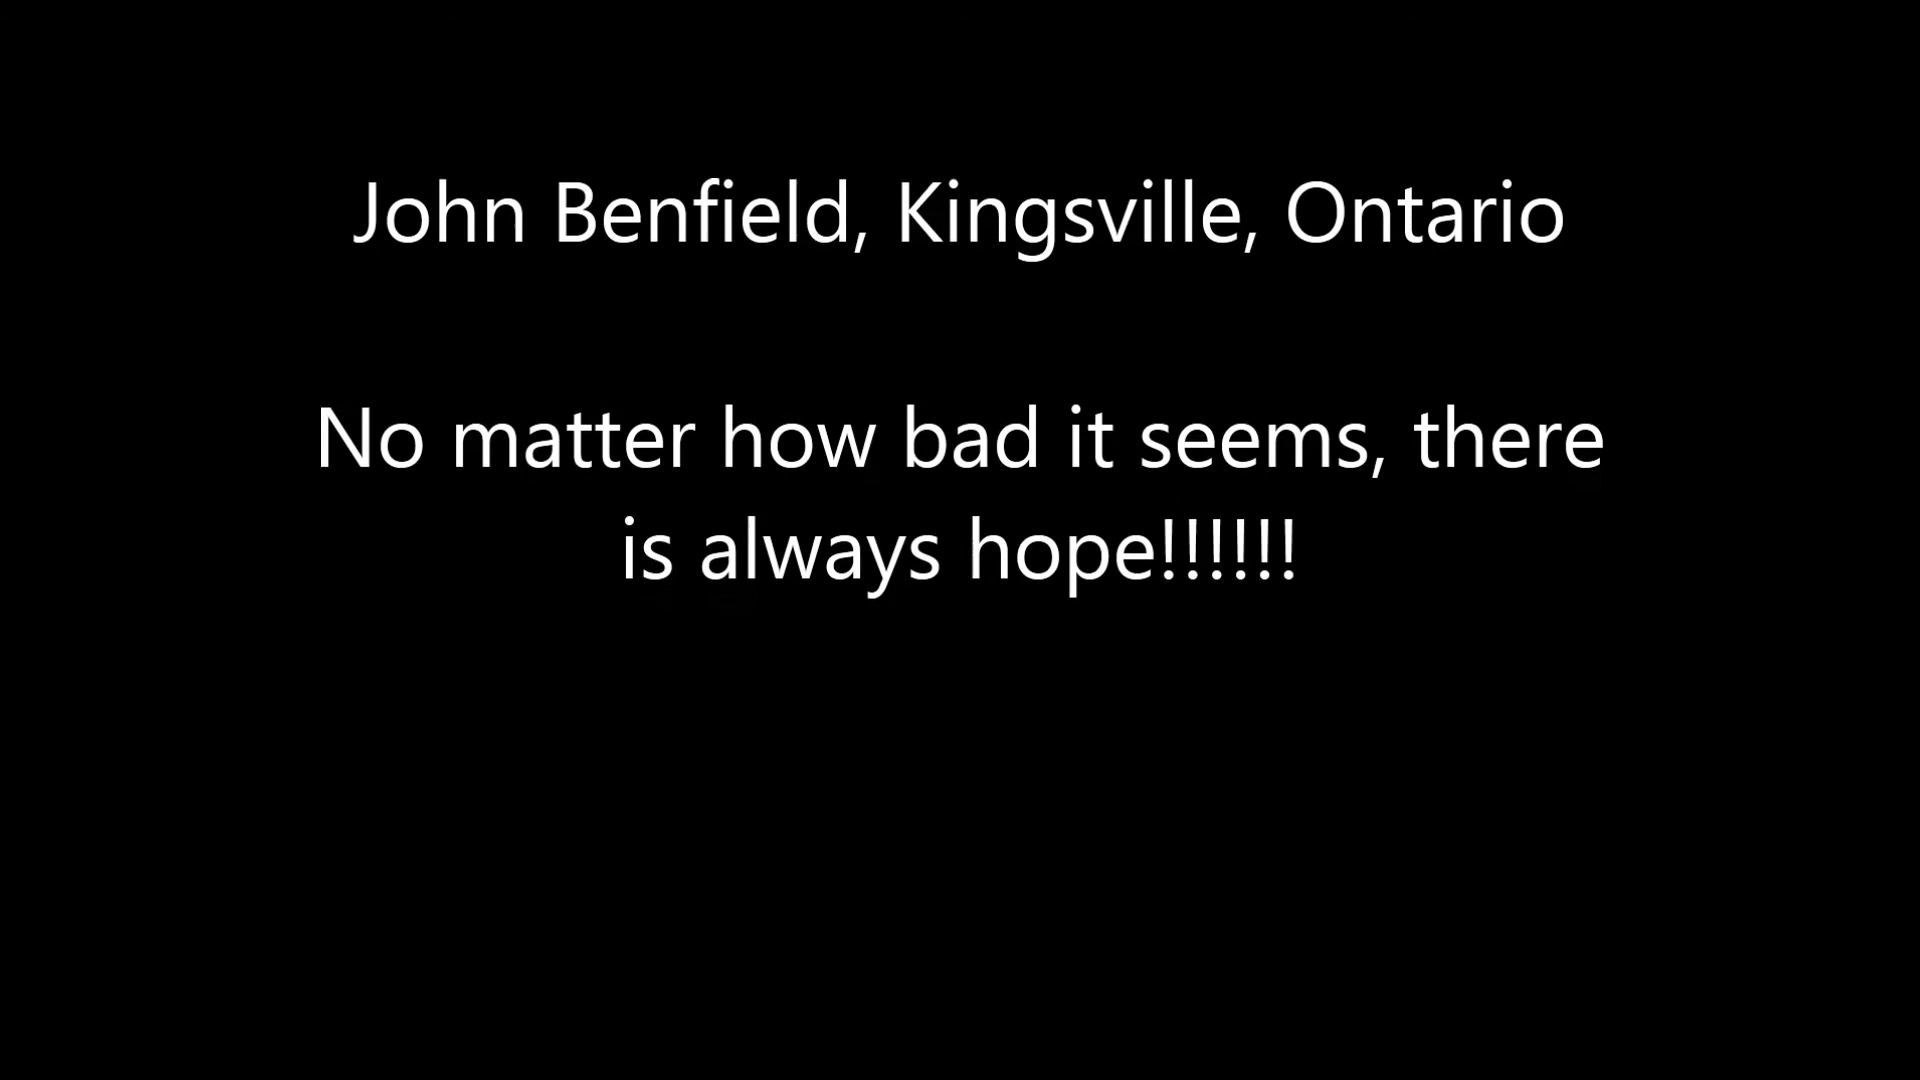 John Benfield, Kingsville, Ontario
No matter how bad it seems, there
is always hope!!!!!!